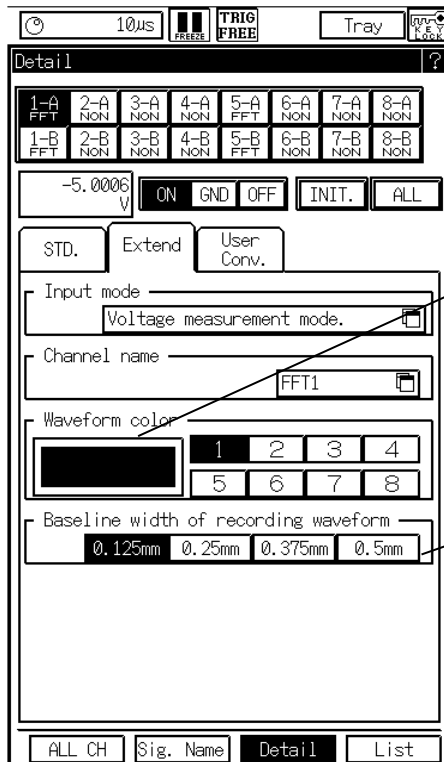 10µs FREEZE TRIG FREE Tray KEY LOCK
Detail ?
1-A FFT 2-A NON 3-A NON 4-A NON 5-A FFT 6-A NON 7-A NON 8-A NON
1-B FFT 2-B NON 3-B NON 4-B NON 5-B FFT 6-B NON 7-B NON 8-B NON
-5.0006 V ON GND OFF INIT. ALL
STD. Extend User Conv.
Input mode
Voltage measurement mode.
Channel name
FFT1
Waveform color
1 2 3 4
5 6 7 8
Baseline width of recording waveform
0.125mm 0.25mm 0.375mm 0.5mm
ALL CH Sig. Name Detail List